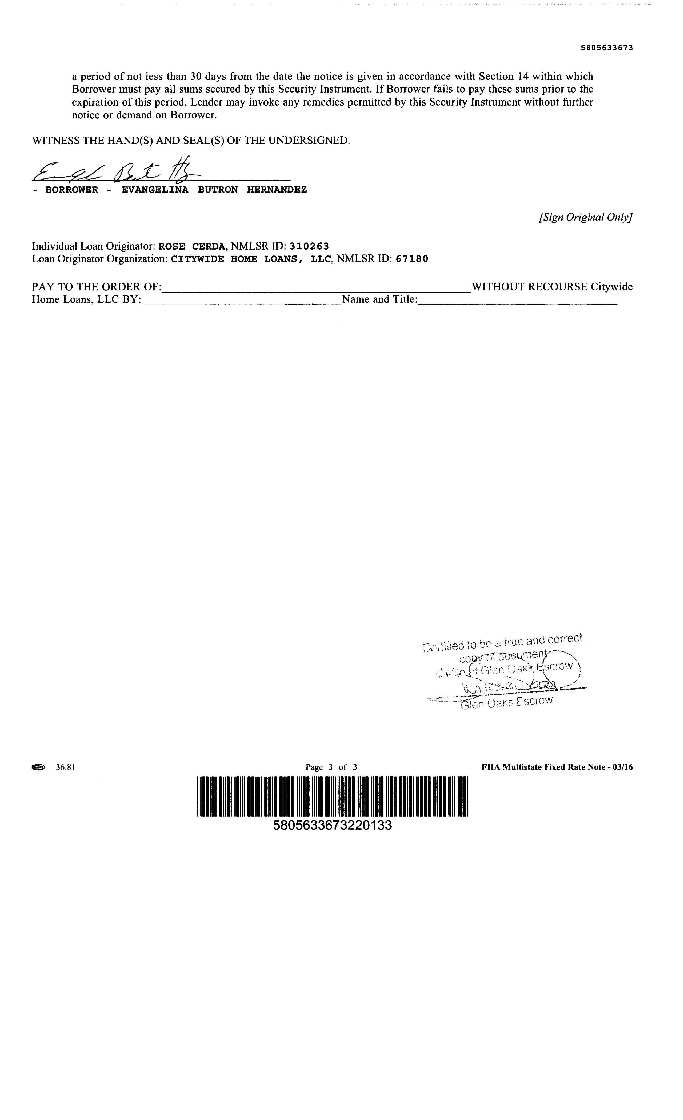 5805633673
a period of not less than 30 days from the date the notice is given in accordance with Section 14 within which
Borrower must pay all sums secured by this Security Instrument. If Borrower fails to pay these sums prior to the
expiration of this period, Lender may invoke any remedies permitted by this Security Instrument without further
notice or demand on Borrower.
WITNESS THE HAND(S) AND SEAL(S) OF THE UNDERSIGNED.
- BORROWER - EVANGELINA BUTRON HERNANDEZ
[Sign Original Only]
Individual Loan Originator: ROSE CERDA, NMLSR ID: 310263
Loan Originator Organization: CITYWIDE HOME LOANS, LLC, NMLSR ID: 67180
PAY TO THE ORDER OF: WITHOUT RECOURSE Citywide
Home Loans, LLC BY: Name and Title:
Certified to be a true and correct
copy of document
Glen Oaks Escrow
Glen Oaks Escrow
36.81 Page 3 of 3 FHA Multistate Fixed Rate Note - 03/16
5805633673220133